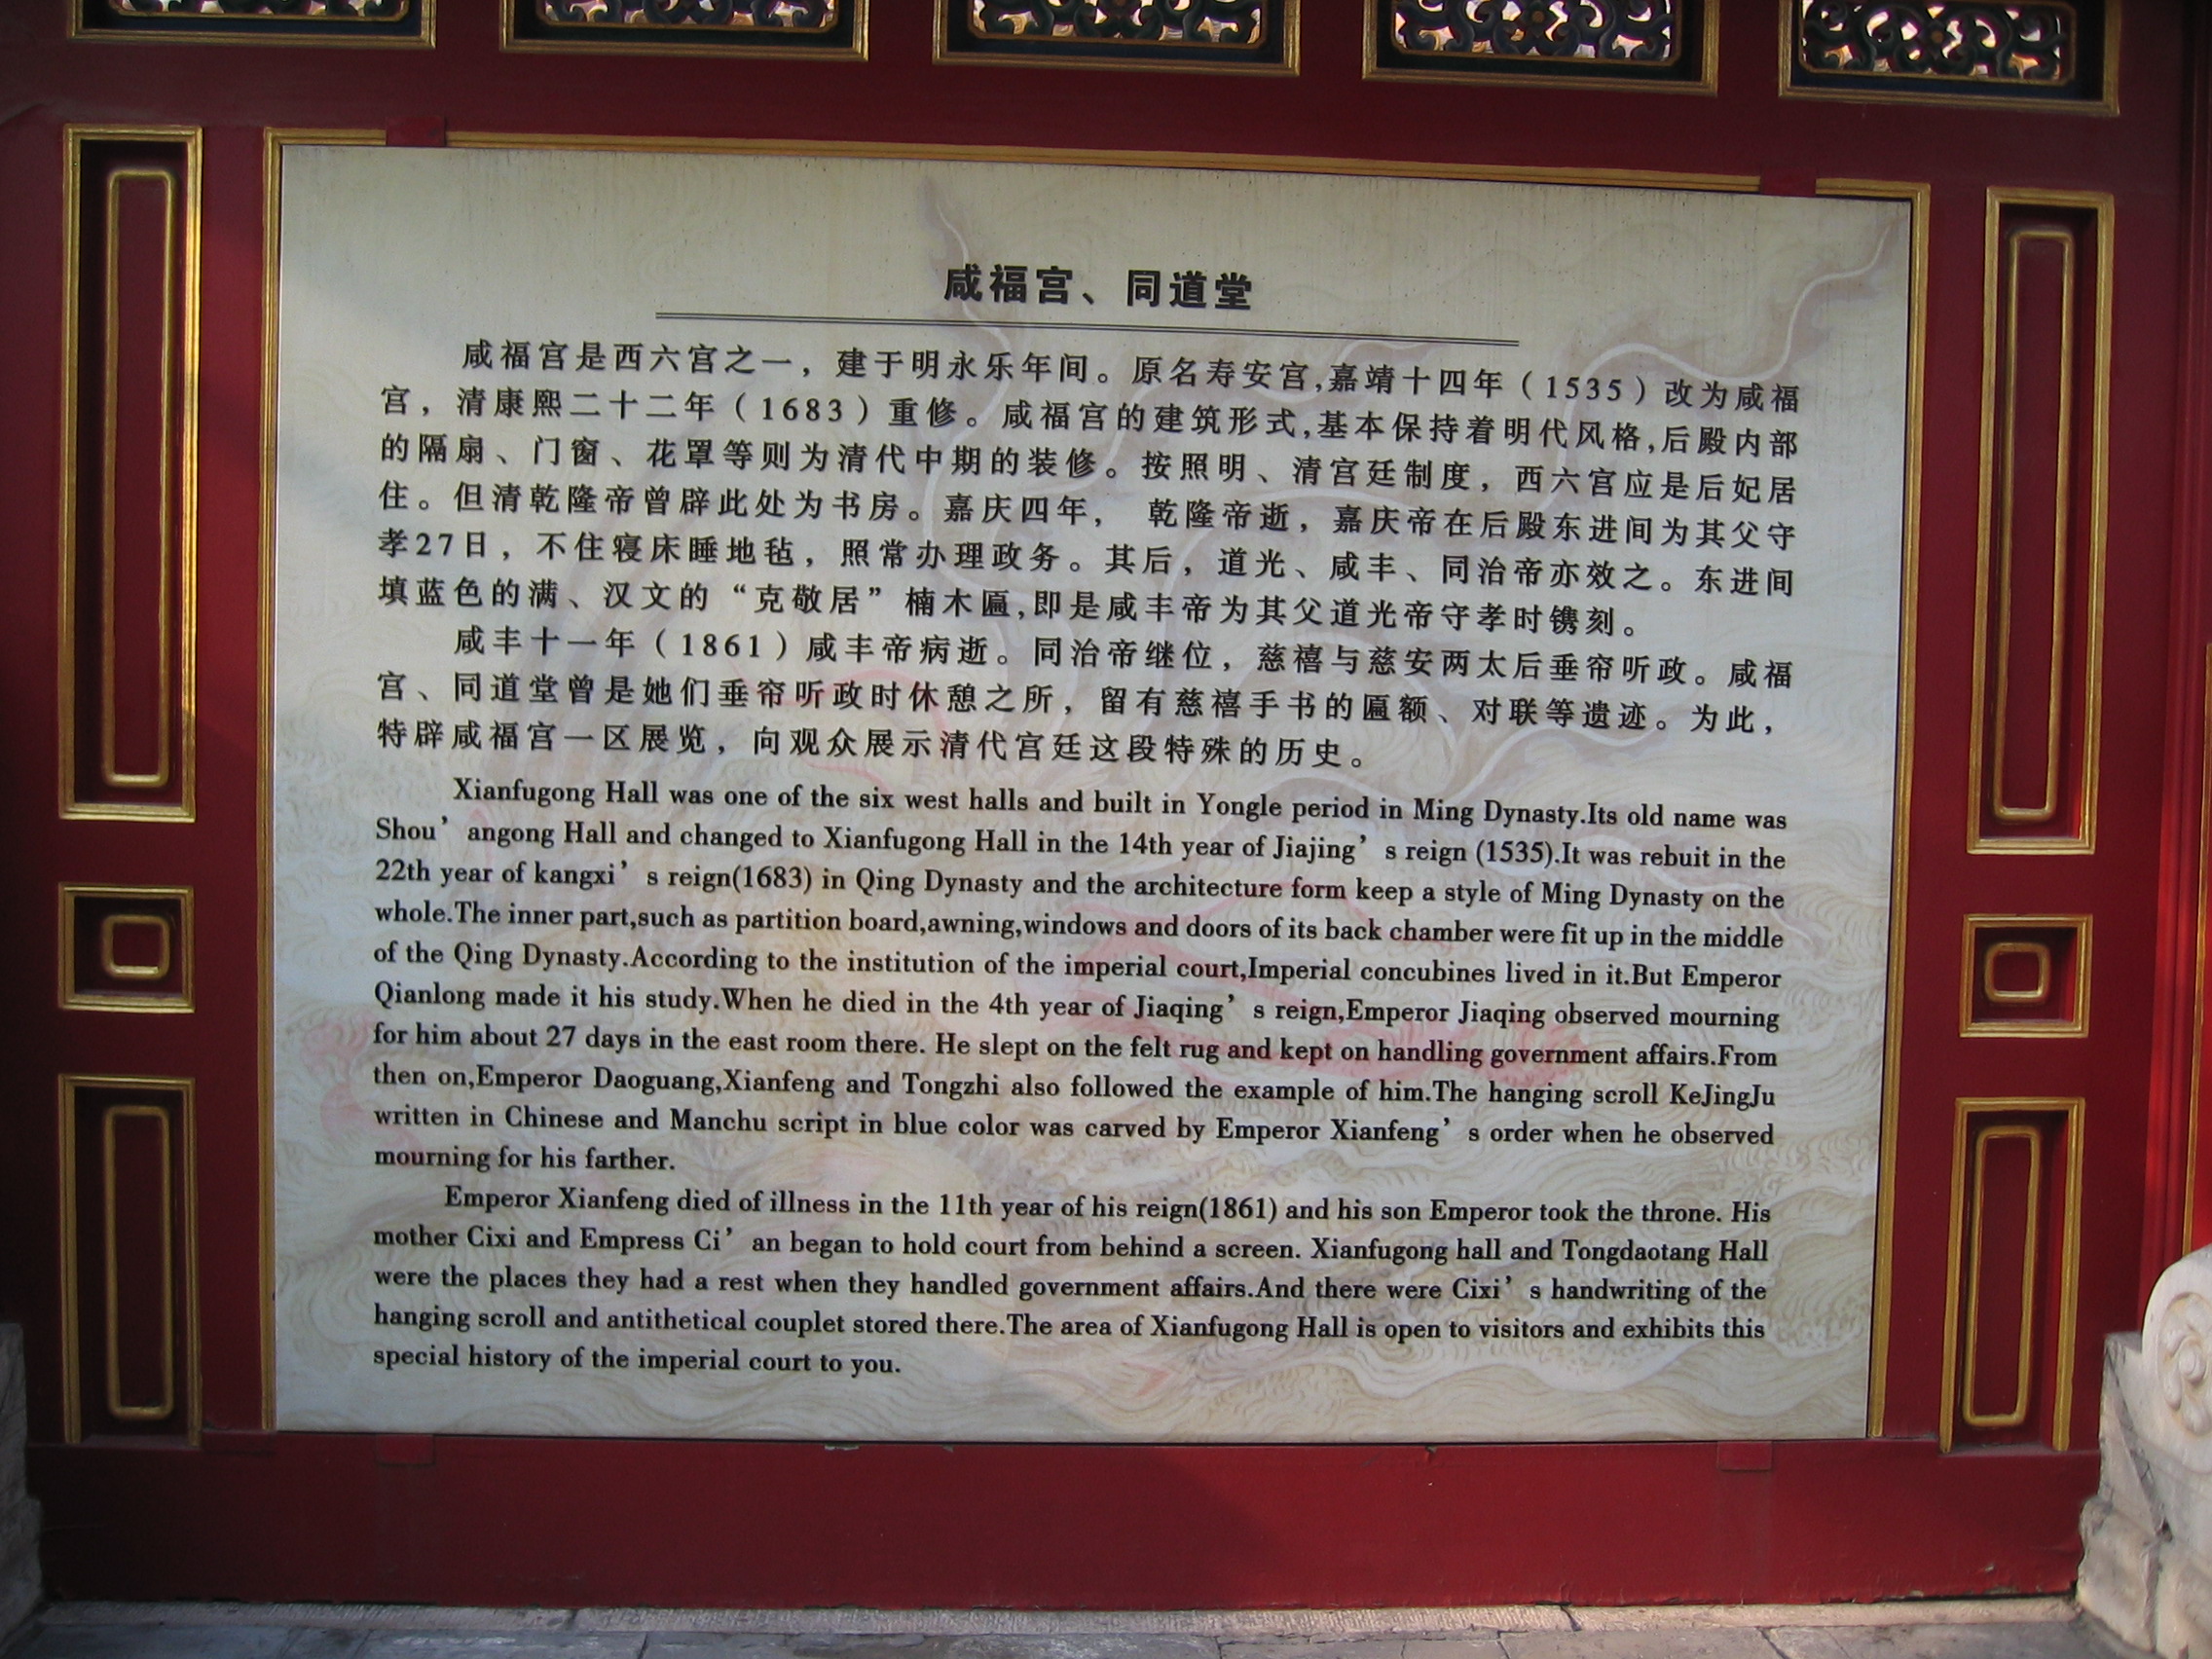 咸福宫、同道堂
咸福宫是西六宫之一，建于明永乐年间。原名寿安宫,嘉靖十四年（1535）改为咸福
宫，清康熙二十二年（1683）重修。咸福宫的建筑形式,基本保持着明代风格,后殿内部
的隔扇、门窗、花罩等则为清代中期的装修。按照明、清宫廷制度，西六宫应是后妃居
住。但清乾隆帝曾辟此处为书房。嘉庆四年， 乾隆帝逝，嘉庆帝在后殿东进间为其父守
孝27日，不住寝床睡地毡，照常办理政务。其后，道光、咸丰、同治帝亦效之。东进间
填蓝色的满、汉文的“克敬居”楠木匾,即是咸丰帝为其父道光帝守孝时镌刻。
咸丰十一年（1861）咸丰帝病逝。同治帝继位，慈禧与慈安两太后垂帘听政。咸福
宫、同道堂曾是她们垂帘听政时休憩之所，留有慈禧手书的匾额、对联等遗迹。为此，
特辟咸福宫一区展览，向观众展示清代宫廷这段特殊的历史。
Xianfugong Hall was one of the six west halls and built in Yongle period in Ming Dynasty.Its old name was
Shou’ angong Hall and changed to Xianfugong Hall in the 14th year of Jiajing’ s reign (1535).It was rebuit in the
22th year of kangxi’ s reign(1683) in Qing Dynasty and the architecture form keep a style of Ming Dynasty on the
whole.The inner part,such as partition board,awning,windows and doors of its back chamber were fit up in the middle
of the Qing Dynasty.According to the institution of the imperial court,Imperial concubines lived in it.But Emperor
Qianlong made it his study.When he died in the 4th year of Jiaqing’ s reign,Emperor Jiaqing observed mourning
for him about 27 days in the east room there. He slept on the felt rug and kept on handling government affairs.From
then on,Emperor Daoguang,Xianfeng and Tongzhi also followed the example of him.The hanging scroll KeJingJu
written in Chinese and Manchu script in blue color was carved by Emperor Xianfeng’ s order when he observed
mourning for his farther.
Emperor Xianfeng died of illness in the 11th year of his reign(1861) and his son Emperor took the throne. His
mother Cixi and Empress Ci’ an began to hold court from behind a screen. Xianfugong hall and Tongdaotang Hall
were the places they had a rest when they handled government affairs.And there were Cixi’ s handwriting of the
hanging scroll and antithetical couplet stored there.The area of Xianfugong Hall is open to visitors and exhibits this
special history of the imperial court to you.